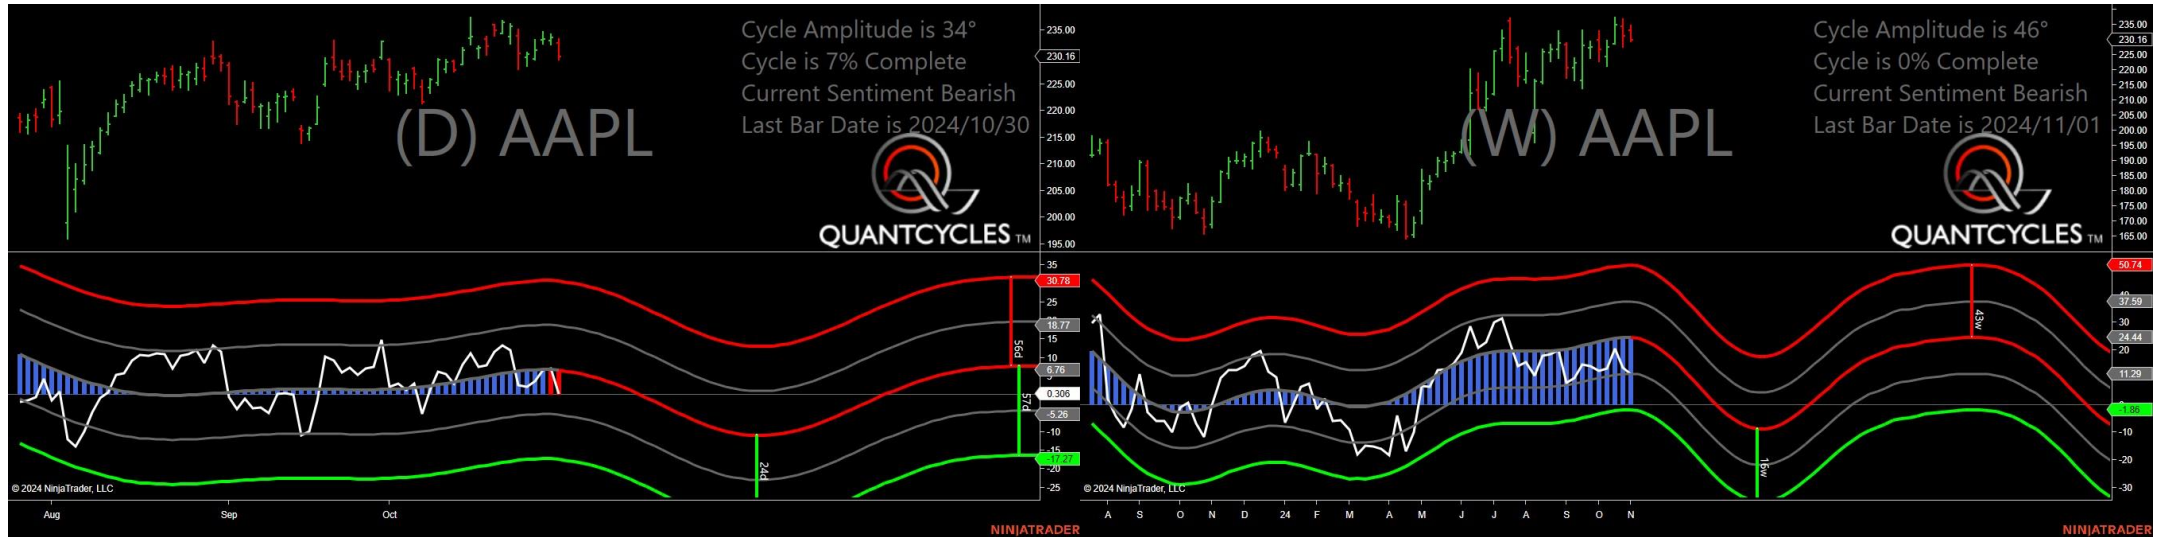 Cycle Amplitude is 34°
Cycle is 7% Complete
Current Sentiment Bearish
Last Bar Date is 2024/10/30
(D) AAPL
QUANTCYCLES TM
235.00
230.16
225.00
220.00
215.00
210.00
205.00
200.00
195.00
35
30.78
25
18.77
15
10
6.76
0.306
-5.26
-10
-15
-17.27
-20
-25
56d
57d
24d
© 2024 NinjaTrader, LLC
Aug Sep Oct
NINJATRADER
Cycle Amplitude is 46°
Cycle is 0% Complete
Current Sentiment Bearish
Last Bar Date is 2024/11/01
(W) AAPL
QUANTCYCLES TM
235.00
230.16
225.00
220.00
215.00
210.00
205.00
200.00
195.00
190.00
185.00
180.00
175.00
170.00
165.00
50.74
37.59
30
24.44
20
11.29
-1.86
-10
-20
-30
43w
16w
© 2024 NinjaTrader, LLC
A S O N D 24 F M A M J J A S O N
NINJATRADER